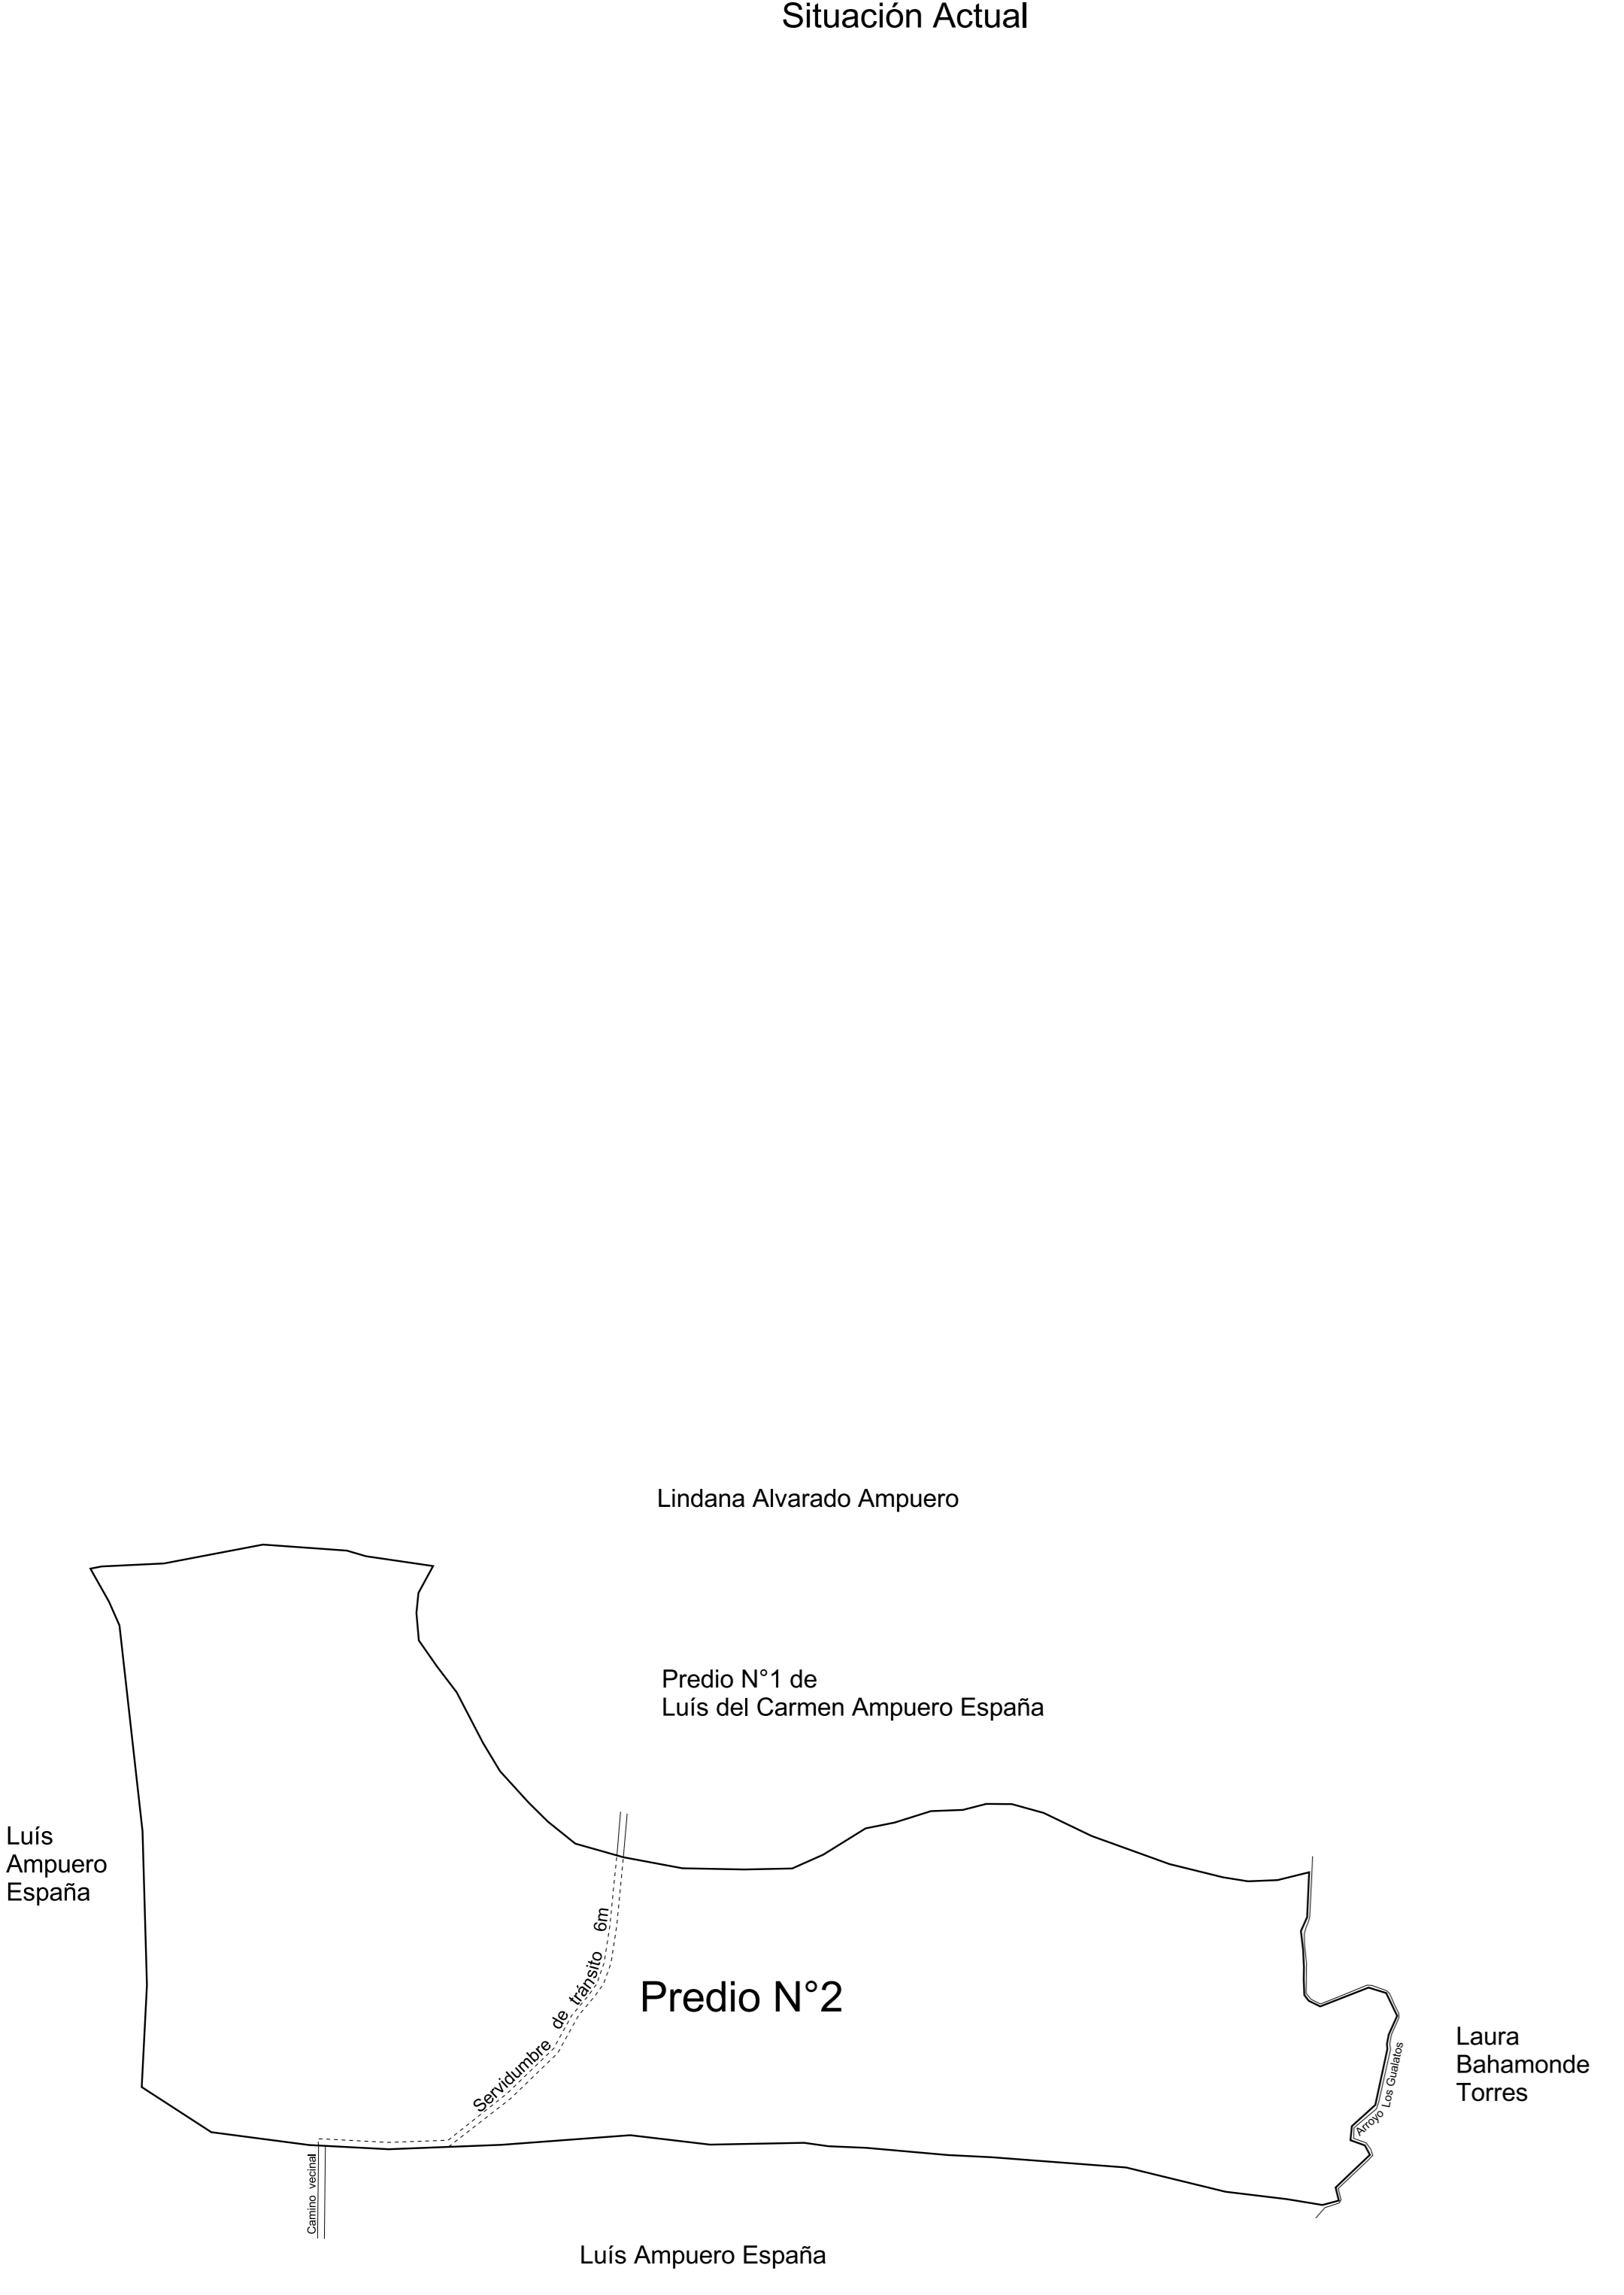 Situación Actual
Lindana Alvarado Ampuero
Predio N°1 de
Luís del Carmen Ampuero España
Luís
Ampuero
España
Servidumbre de tránsito 6m
Predio N°2
Laura
Bahamonde
Torres
Arroyo Los Gualatos
Camino vecinal
Luís Ampuero España